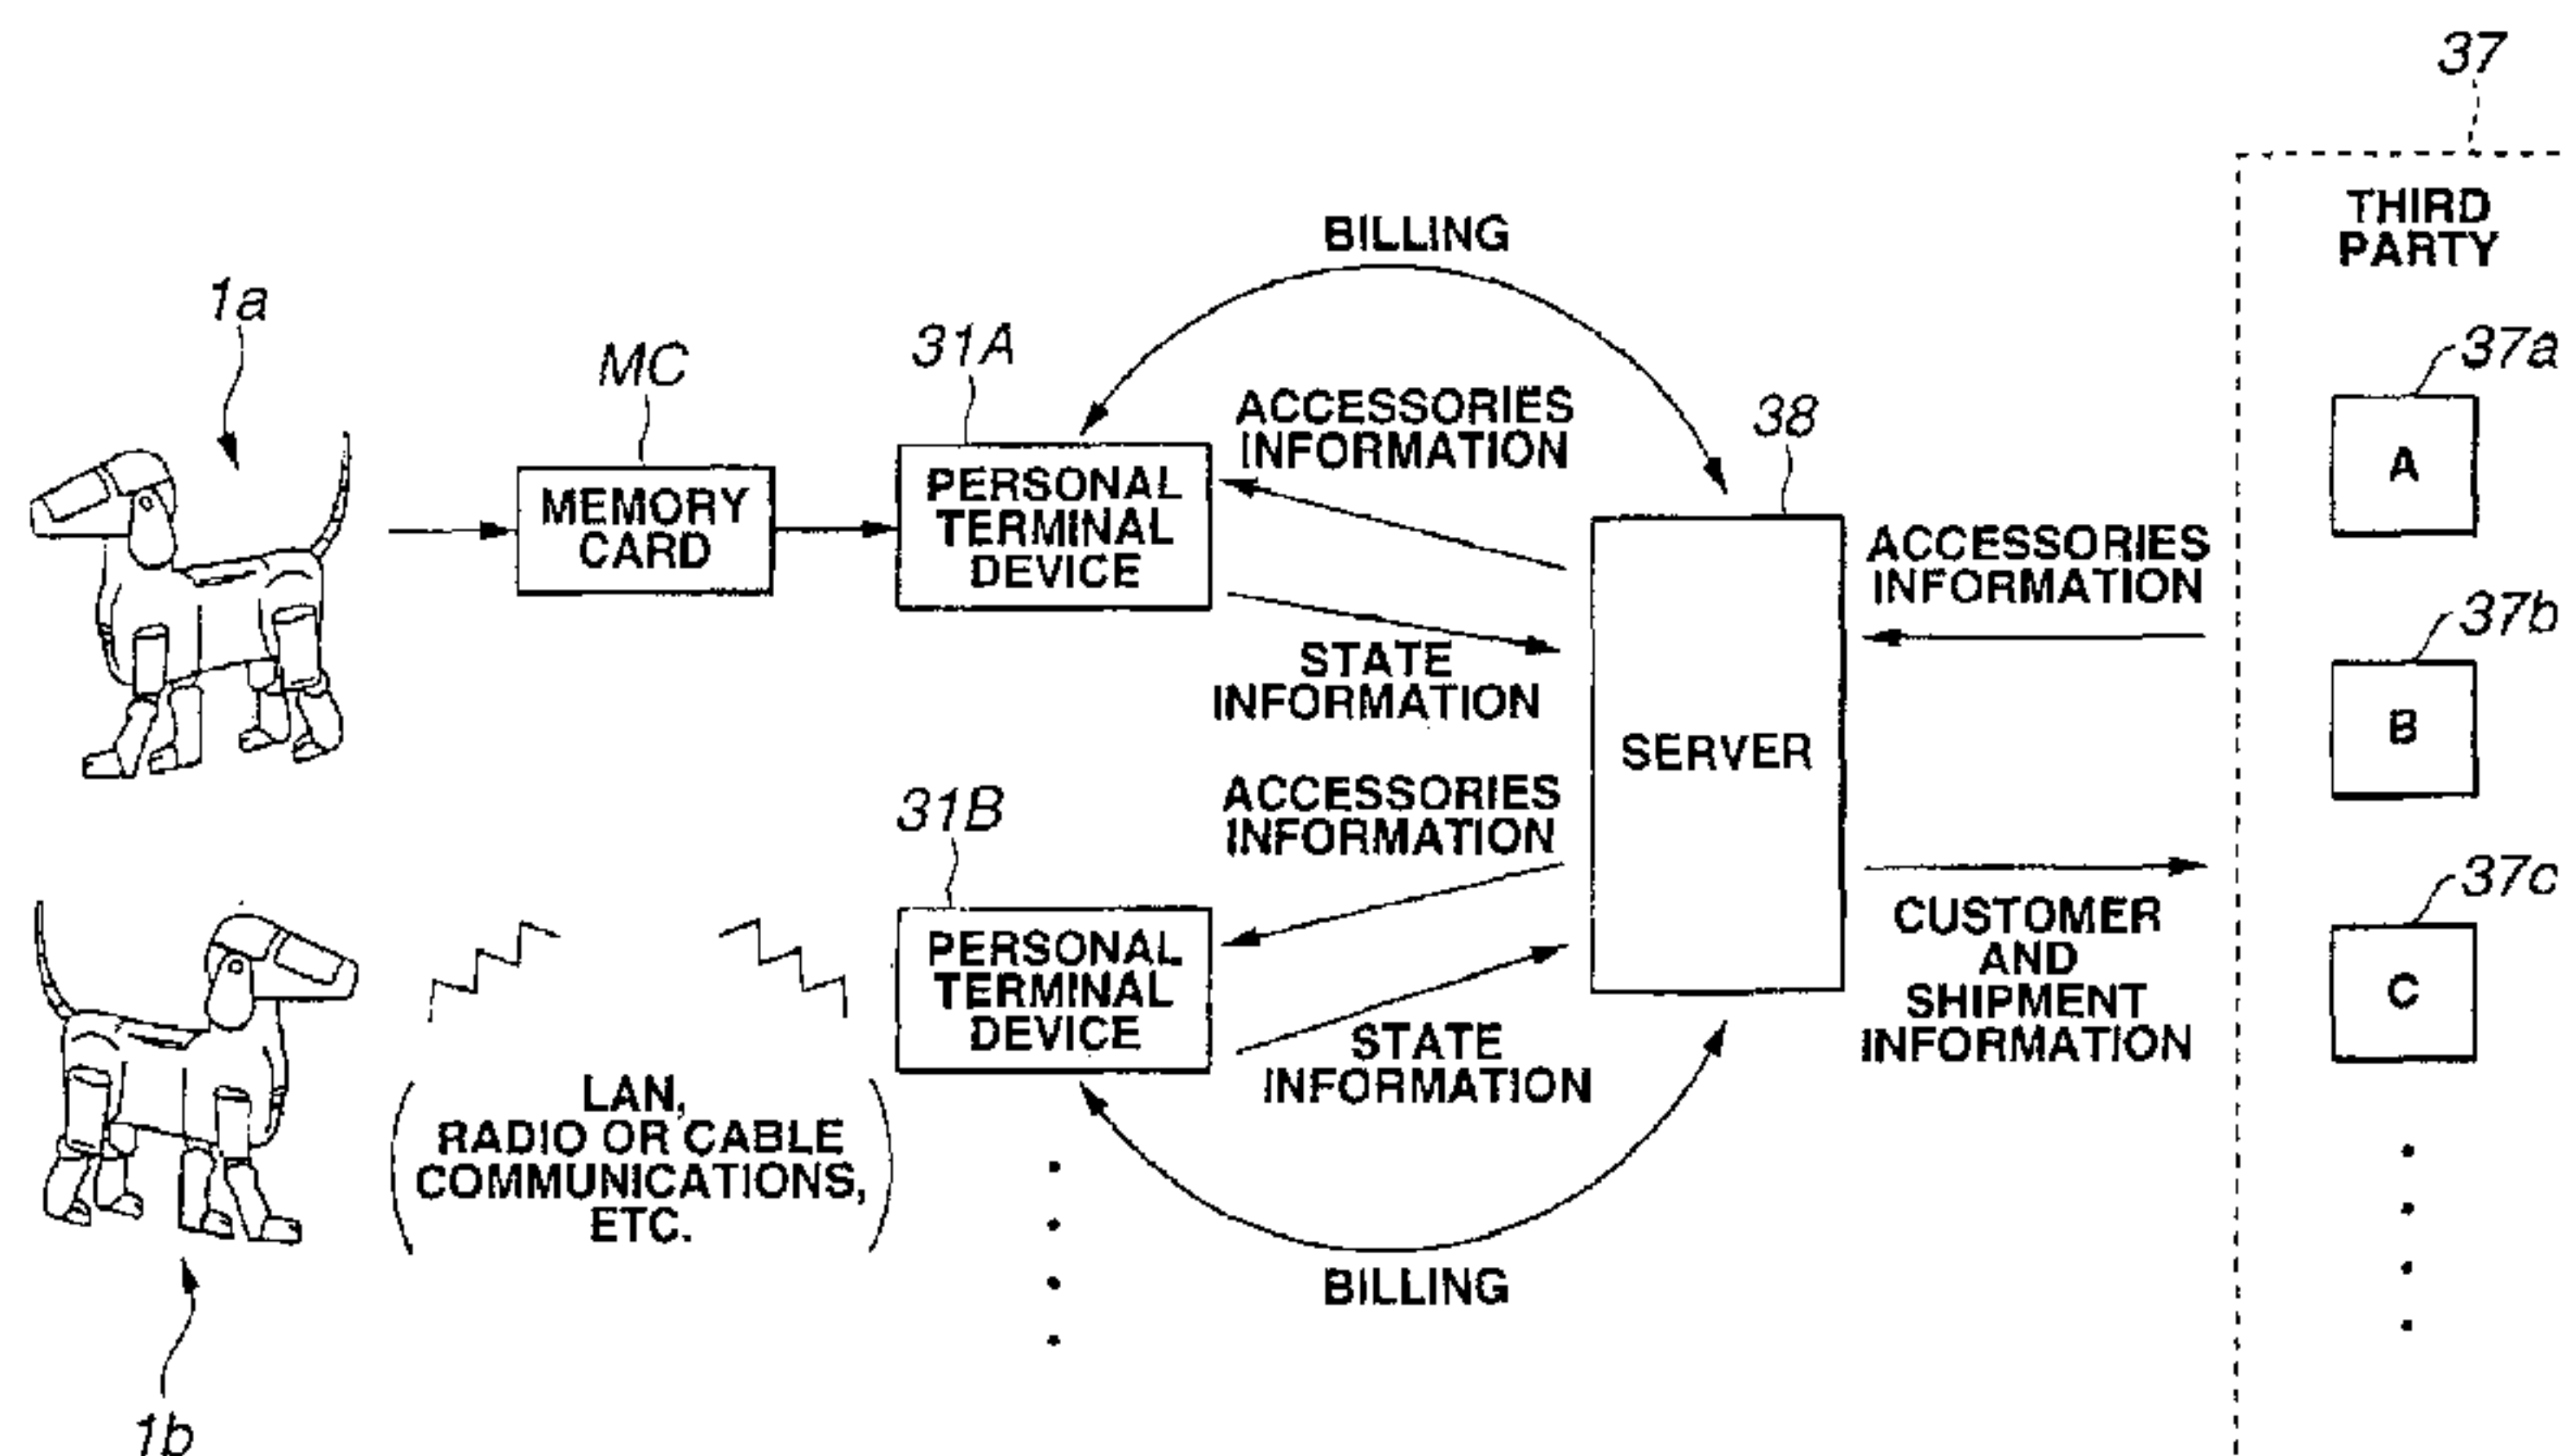 37
THIRD
PARTY
BILLING
1a
MC
31A
37a
ACCESSORIES
INFORMATION
38
A
MEMORY
CARD
PERSONAL
TERMINAL
DEVICE
ACCESSORIES
INFORMATION
37b
STATE
INFORMATION
SERVER
B
31B
ACCESSORIES
INFORMATION
37c
PERSONAL
TERMINAL
DEVICE
CUSTOMER
AND
SHIPMENT
INFORMATION
C
STATE
INFORMATION
LAN,
RADIO OR CABLE
COMMUNICATIONS,
ETC.
BILLING
1b